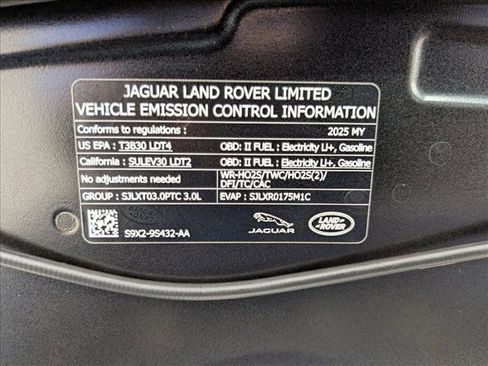 JAGUAR LAND ROVER LIMITED
VEHICLE EMISSION CONTROL INFORMATION
Conforms to regulations : 2025 MY
US EPA : T3B30 LDT4 OBD: II FUEL : Electricity Li+, Gasoline
California : SULEV30 LDT2 OBD: II FUEL : Electricity Li+, Gasoline
No adjustments needed WR-HO2S/TWC/HO2S(2)/
DFI/TC/CAC
GROUP : SJLXT03.0PTC 3.0L EVAP : SJLXR0175M1C
S9X2-9S432-AA JAGUAR LAND
ROVER